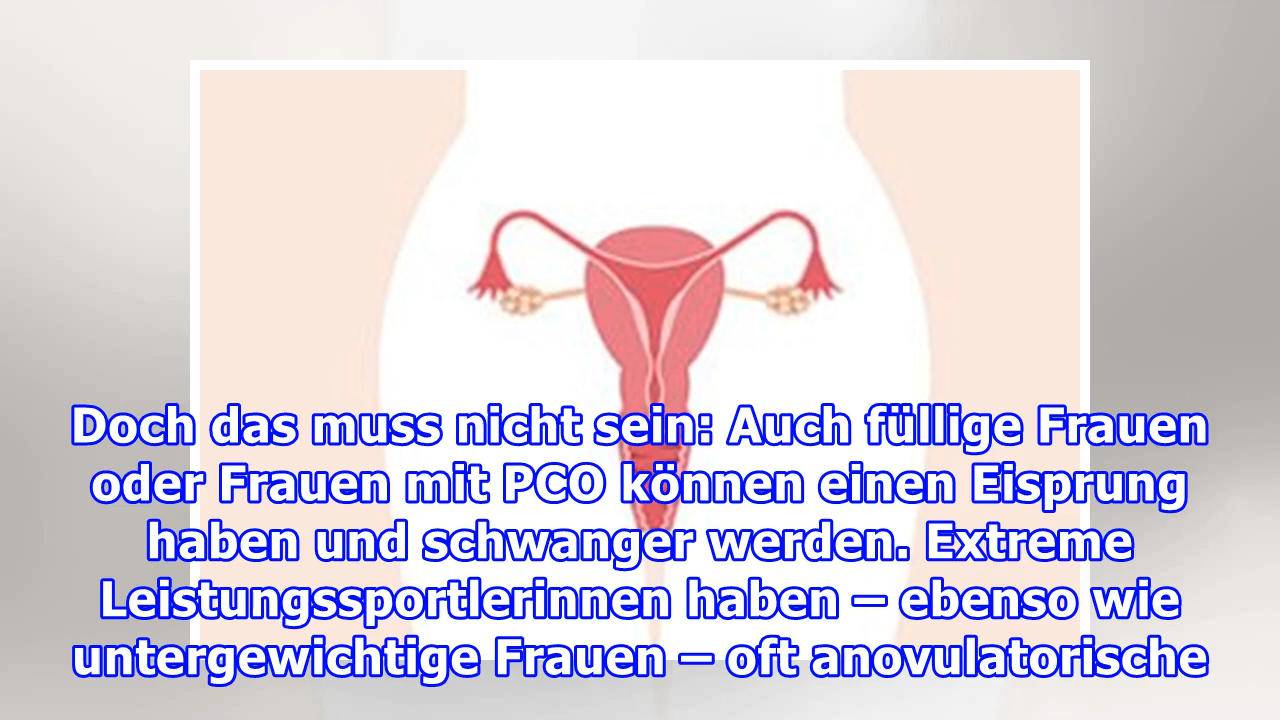 Doch das muss nicht sein: Auch füllige Frauen
oder Frauen mit PCO können einen Eisprung
haben und schwanger werden. Extreme
Leistungssportlerinnen haben – ebenso wie
untergewichtige Frauen – oft anovulatorische